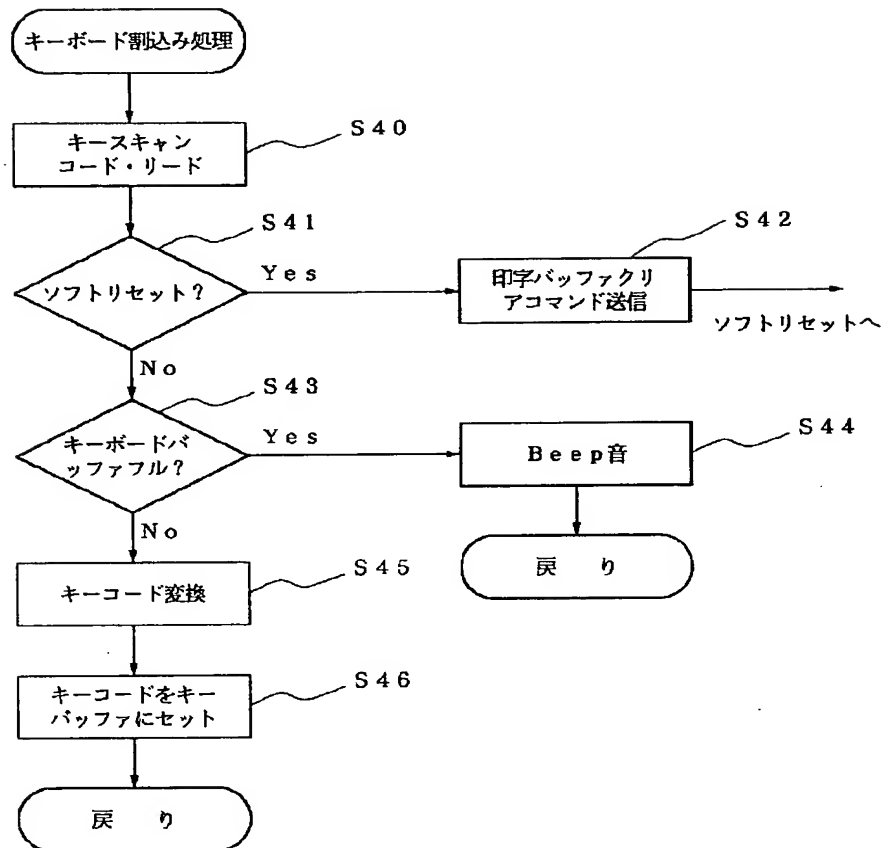 キーボード割込み処理
キースキャン
コード・リード
S40
ソフトリセット？
S41
Yes
印字バッファクリ
アコマンド送信
S42
ソフトリセットへ
No
キーボードバ
ッファフル？
S43
Yes
Beep音
S44
戻 り
No
キーコード変換
S45
キーコードをキー
バッファにセット
S46
戻 り